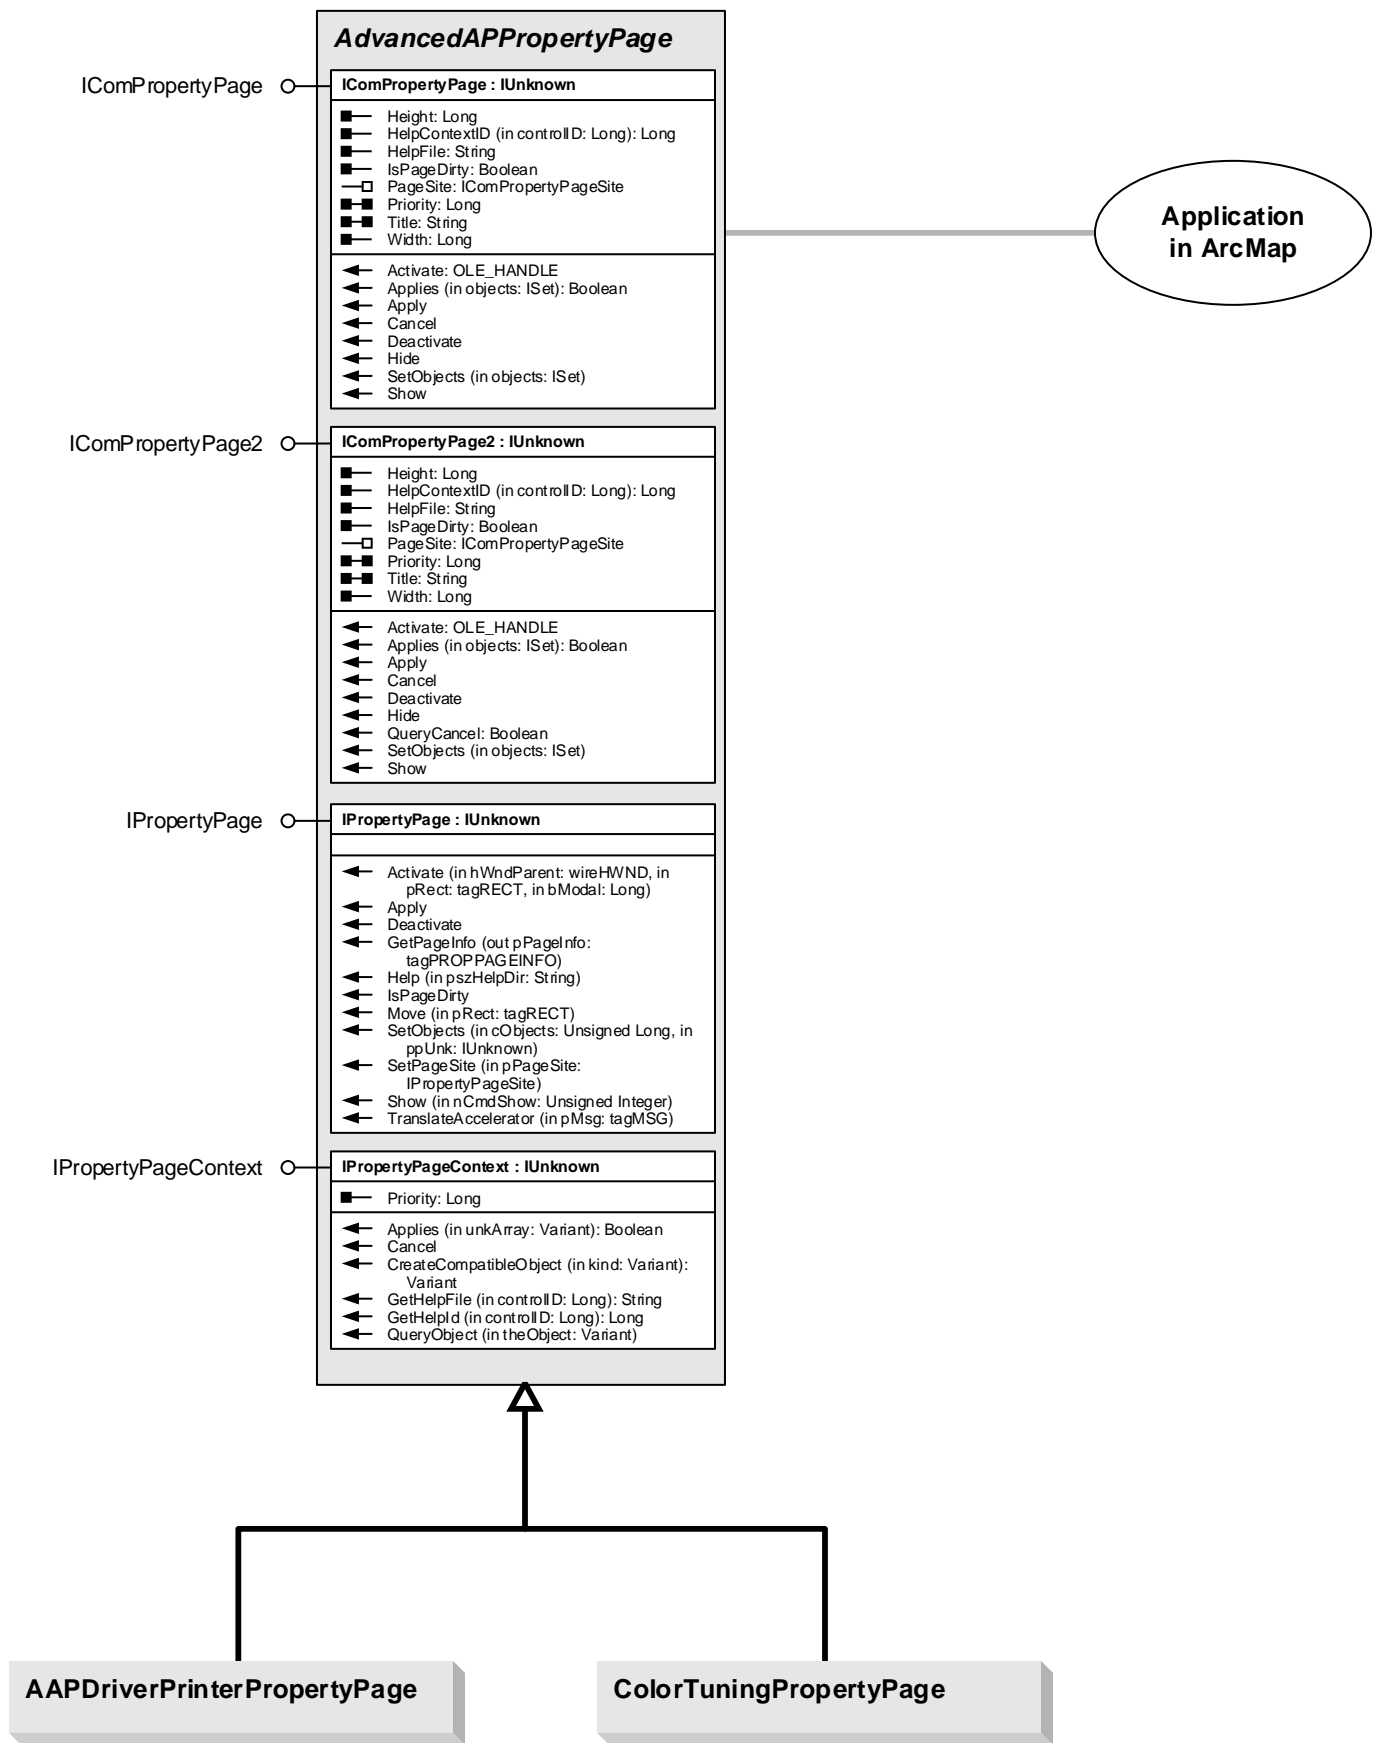 AdvancedAPPropertyPage
IComPropertyPage
IComPropertyPage : IUnknown
Height: Long
HelpContextID (in controlID: Long): Long
HelpFile: String
IsPageDirty: Boolean
PageSite: IComPropertyPageSite
Priority: Long
Title: String
Width: Long
Activate: OLE_HANDLE
Applies (in objects: ISet): Boolean
Apply
Cancel
Deactivate
Hide
SetObjects (in objects: ISet)
Show
Application
in ArcMap
IComPropertyPage2
IComPropertyPage2 : IUnknown
Height: Long
HelpContextID (in controlID: Long): Long
HelpFile: String
IsPageDirty: Boolean
PageSite: IComPropertyPageSite
Priority: Long
Title: String
Width: Long
Activate: OLE_HANDLE
Applies (in objects: ISet): Boolean
Apply
Cancel
Deactivate
Hide
QueryCancel: Boolean
SetObjects (in objects: ISet)
Show
IPropertyPage
IPropertyPage : IUnknown
Activate (in hWndParent: wireHWND, in
pRect: tagRECT, in bModal: Long)
Apply
Deactivate
GetPageInfo (out pPageInfo:
tagPROPPAGEINFO)
Help (in pszHelpDir: String)
IsPageDirty
Move (in pRect: tagRECT)
SetObjects (in cObjects: Unsigned Long, in
ppUnk: IUnknown)
SetPageSite (in pPageSite:
IPropertyPageSite)
Show (in nCmdShow: Unsigned Integer)
TranslateAccelerator (in pMsg: tagMSG)
IPropertyPageContext
IPropertyPageContext : IUnknown
Priority: Long
Applies (in unkArray: Variant): Boolean
Cancel
CreateCompatibleObject (in kind: Variant):
Variant
GetHelpFile (in controlID: Long): String
GetHelpId (in controlID: Long): Long
QueryObject (in theObject: Variant)
AAPDriverPrinterPropertyPage
ColorTuningPropertyPage